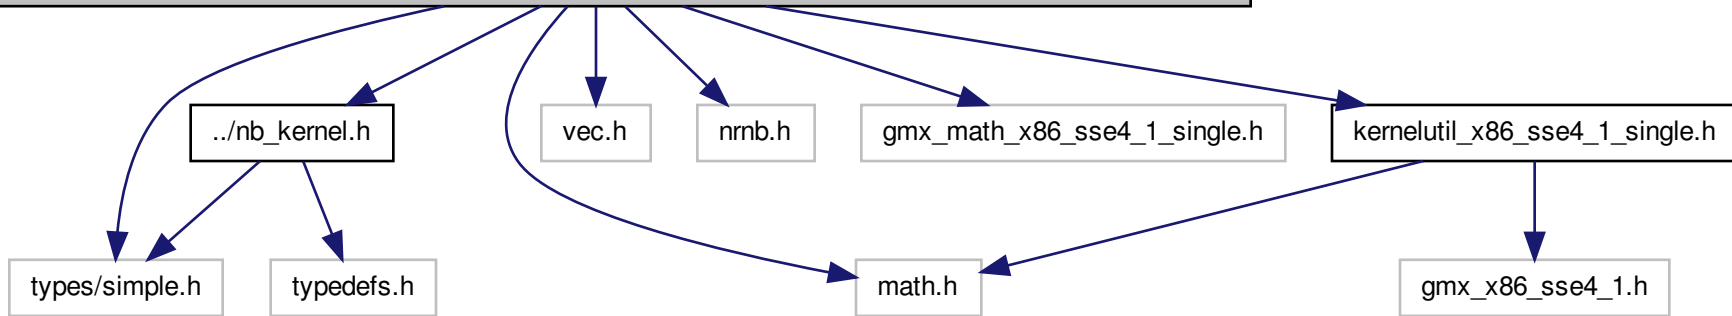 ../nb_kernel.h
vec.h
nrnb.h
gmx_math_x86_sse4_1_single.h
kernelutil_x86_sse4_1_single.h
types/simple.h
typedefs.h
math.h
gmx_x86_sse4_1.h